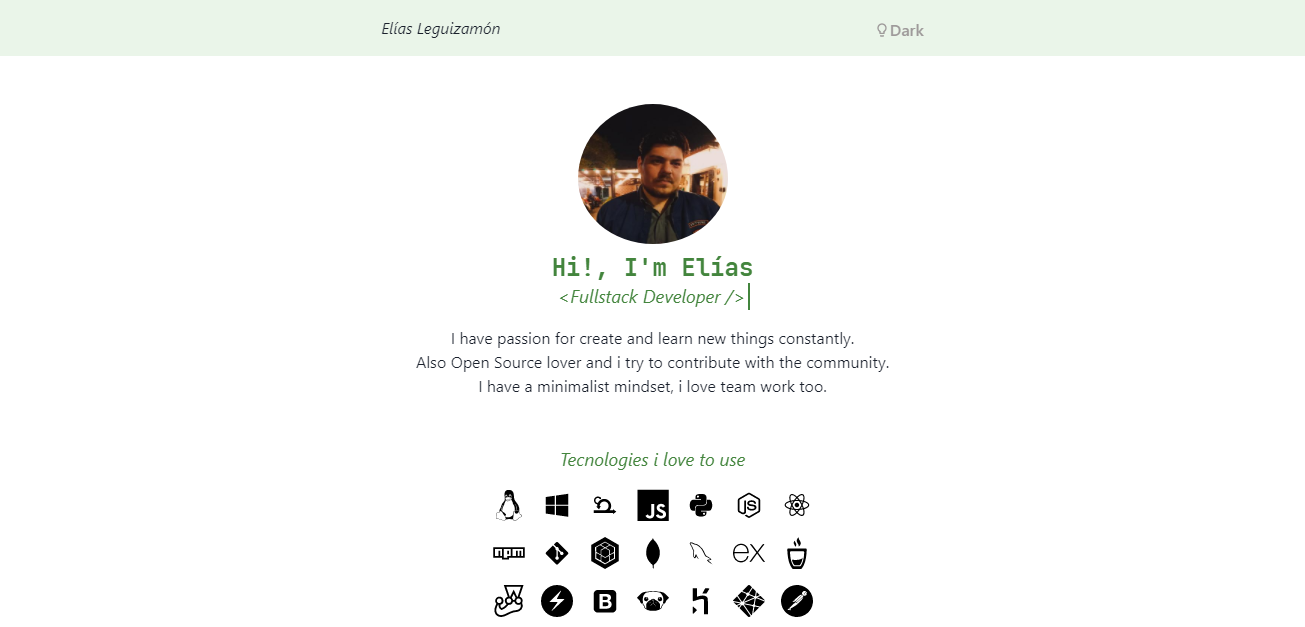 Elías Leguizamón
Dark
Hi!, I'm Elías
<Fullstack Developer />
I have passion for create and learn new things constantly.
Also Open Source lover and i try to contribute with the community.
I have a minimalist mindset, i love team work too.
Tecnologies i love to use
JS
JS
npm
ex
B